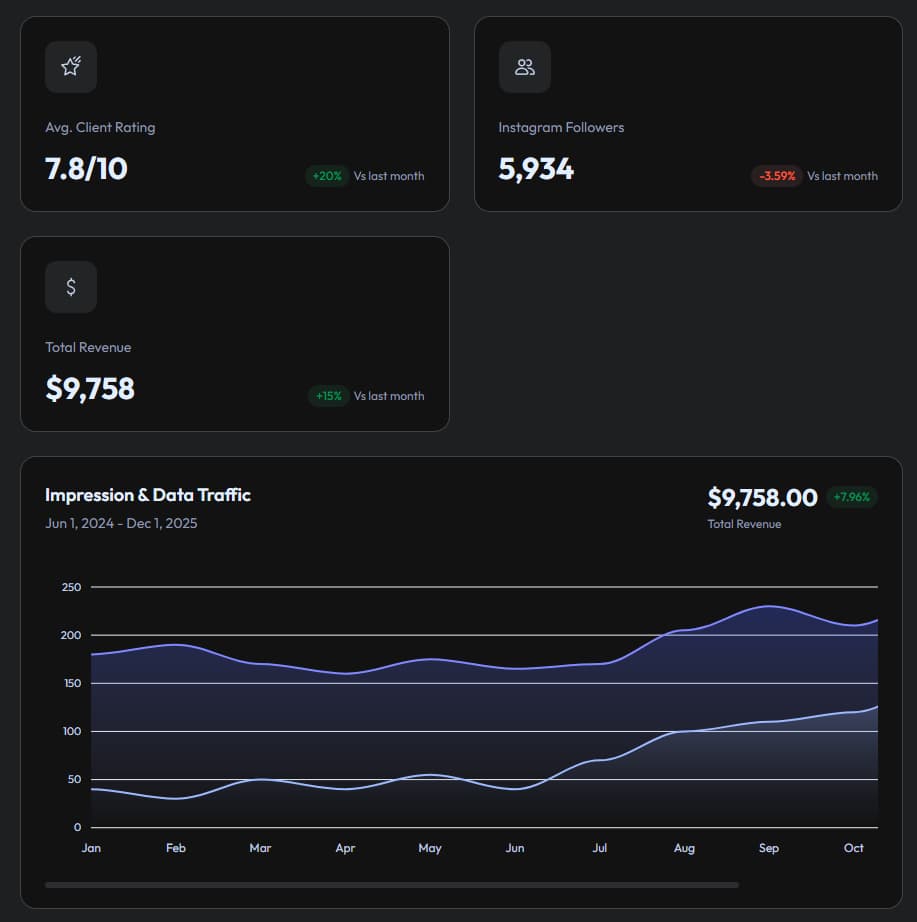 Avg. Client Rating
7.8/10
+20% Vs last month
Instagram Followers
5,934
-3.59% Vs last month
$
Total Revenue
$9,758
+15% Vs last month
Impression & Data Traffic
Jun 1, 2024 - Dec 1, 2025
$9,758.00 +7.96%
Total Revenue
250
200
150
100
50
0
Jan Feb Mar Apr May Jun Jul Aug Sep Oct